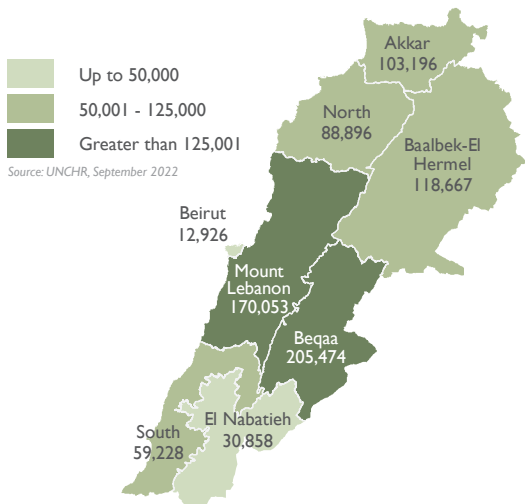 Up to 50,000
50,001 - 125,000
Greater than 125,001
Source: UNCHR, September 2022
Akkar
103,196
North
88,896
Baalbek-El
Hermel
118,667
Beirut
12,926
Mount
Lebanon
170,053
Beqaa
205,474
El Nabatieh
30,858
South
59,228